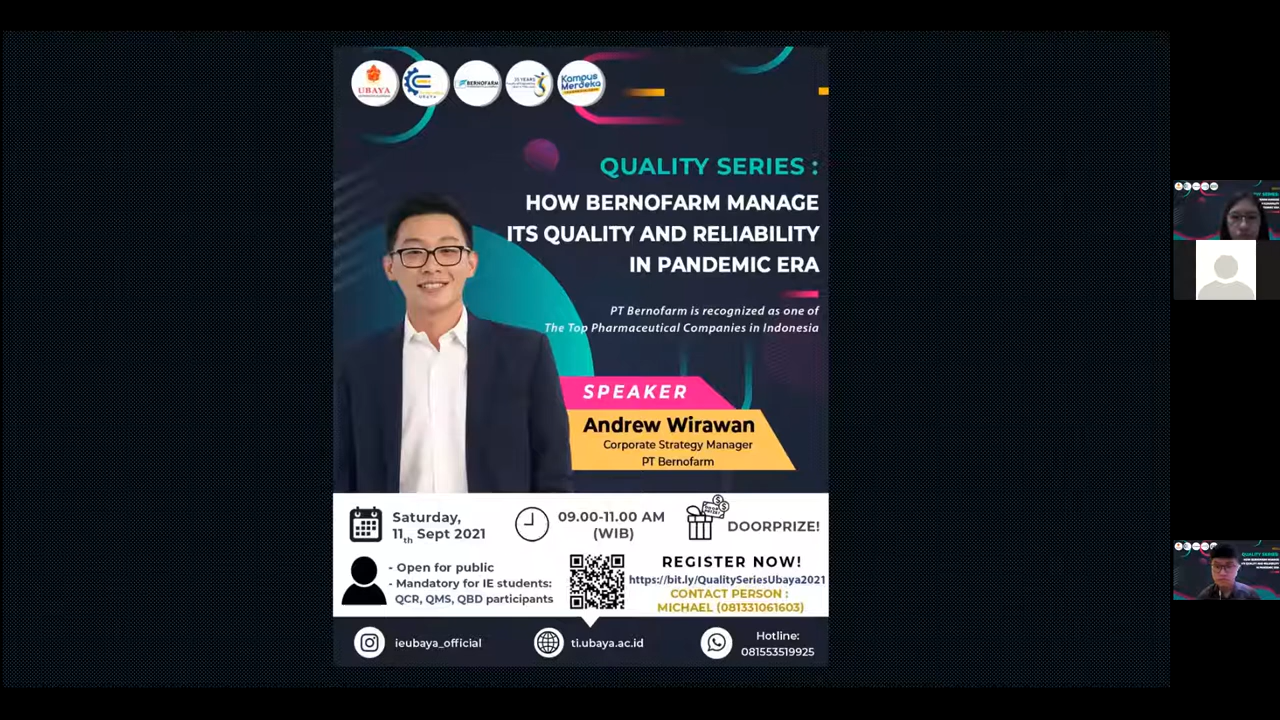 UBAYA
BERNOFARM
Kampus
Merdeka
QUALITY SERIES :
HOW BERNOFARM MANAGE
ITS QUALITY AND RELIABILITY
IN PANDEMIC ERA
PT Bernofarm is recognized as one of
The Top Pharmaceutical Companies in Indonesia
SPEAKER
Andrew Wirawan
Corporate Strategy Manager
PT Bernofarm
Saturday,
11th Sept 2021
09.00-11.00 AM
(WIB)
DOORPRIZE!
- Open for public
- Mandatory for IE students:
QCR, QMS, QBD participants
REGISTER NOW!
https://bit.ly/QualitySeriesUbaya2021
CONTACT PERSON :
MICHAEL (081331061603)
ieubaya_official
ti.ubaya.ac.id
Hotline:
081553519925